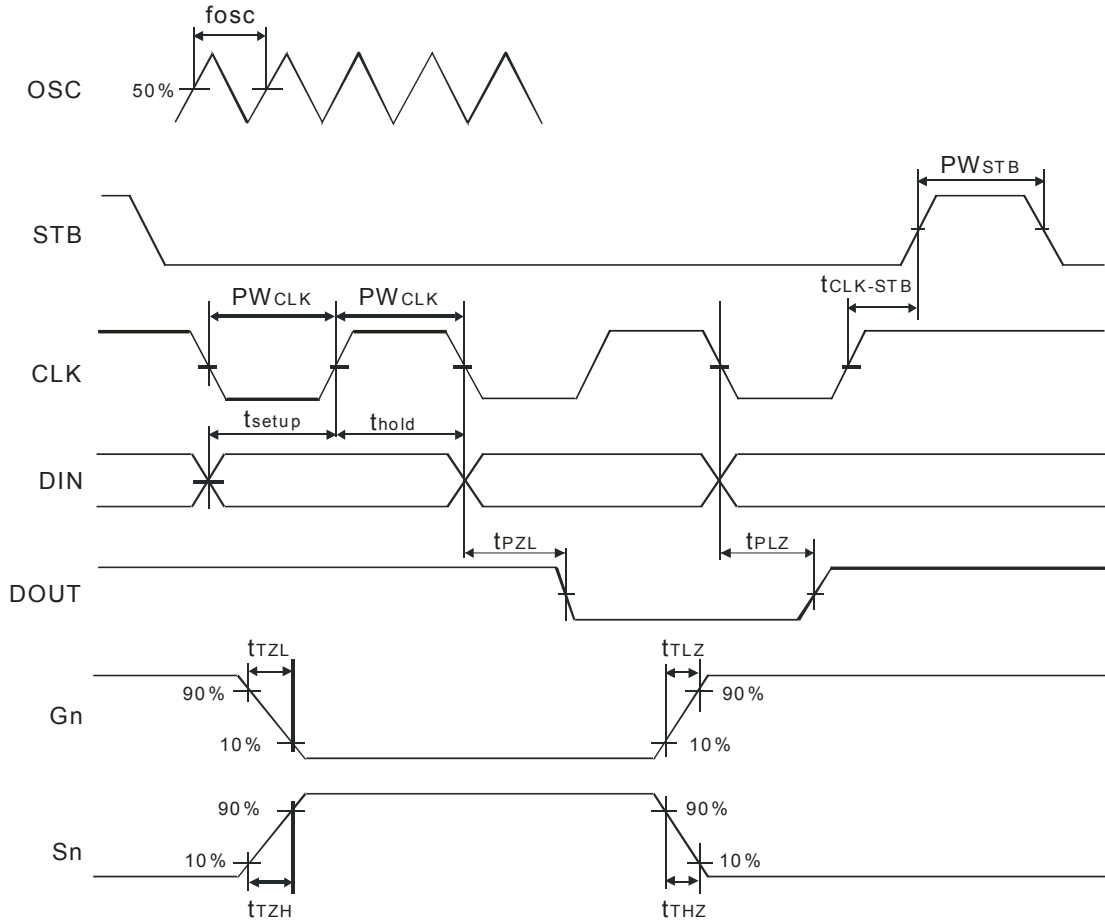 fosc
OSC
50%
PWSTB
STB
tCLK-STB
PWCLK PWCLK
CLK
tsetup thold
DIN
tPZL tPLZ
DOUT
tTZL tTLZ
90% 90%
Gn
10% 10%
90% 90%
Sn
10% 10%
tTZH tTHZ